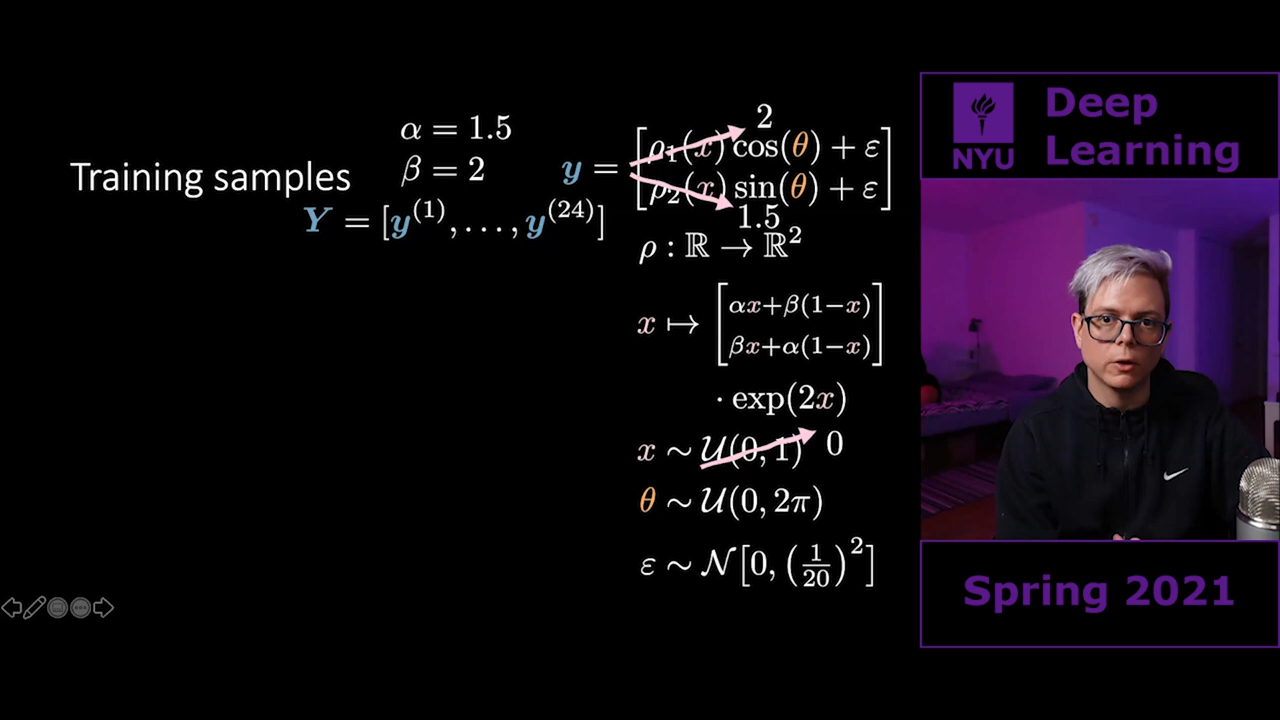 Training samples
α = 1.5
β = 2
Y = [y⁽¹⁾, …, y⁽²⁴⁾]
2
y = [ρ₁(x) cos(θ) + ε
ρ₂(x) sin(θ) + ε]
1.5
ρ : ℝ → ℝ²
x ↦ [αx+β(1−x)
βx+α(1−x)]
· exp(2x)
x ∼ 𝒰(0, 1) 0
θ ∼ 𝒰(0, 2π)
ε ∼ 𝒩[0, (1/20)²]
NYU
Deep
Learning
Spring 2021